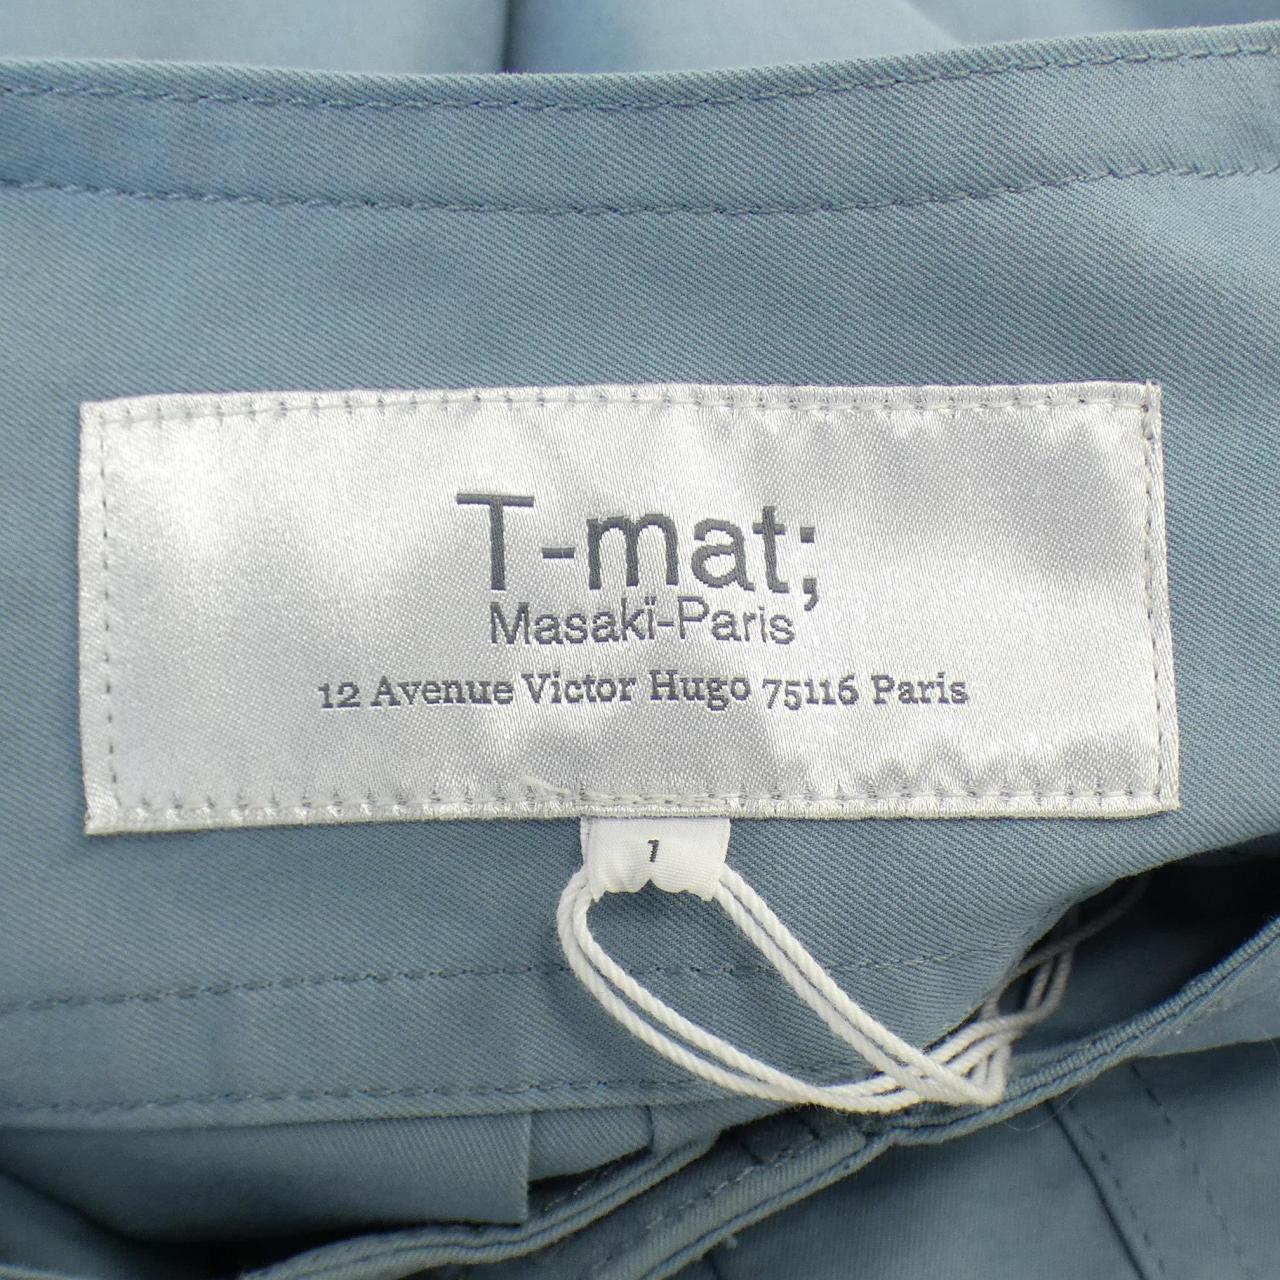 T-mat;
Masakï-Paris
12 Avenue Victor Hugo 75116 Paris
1